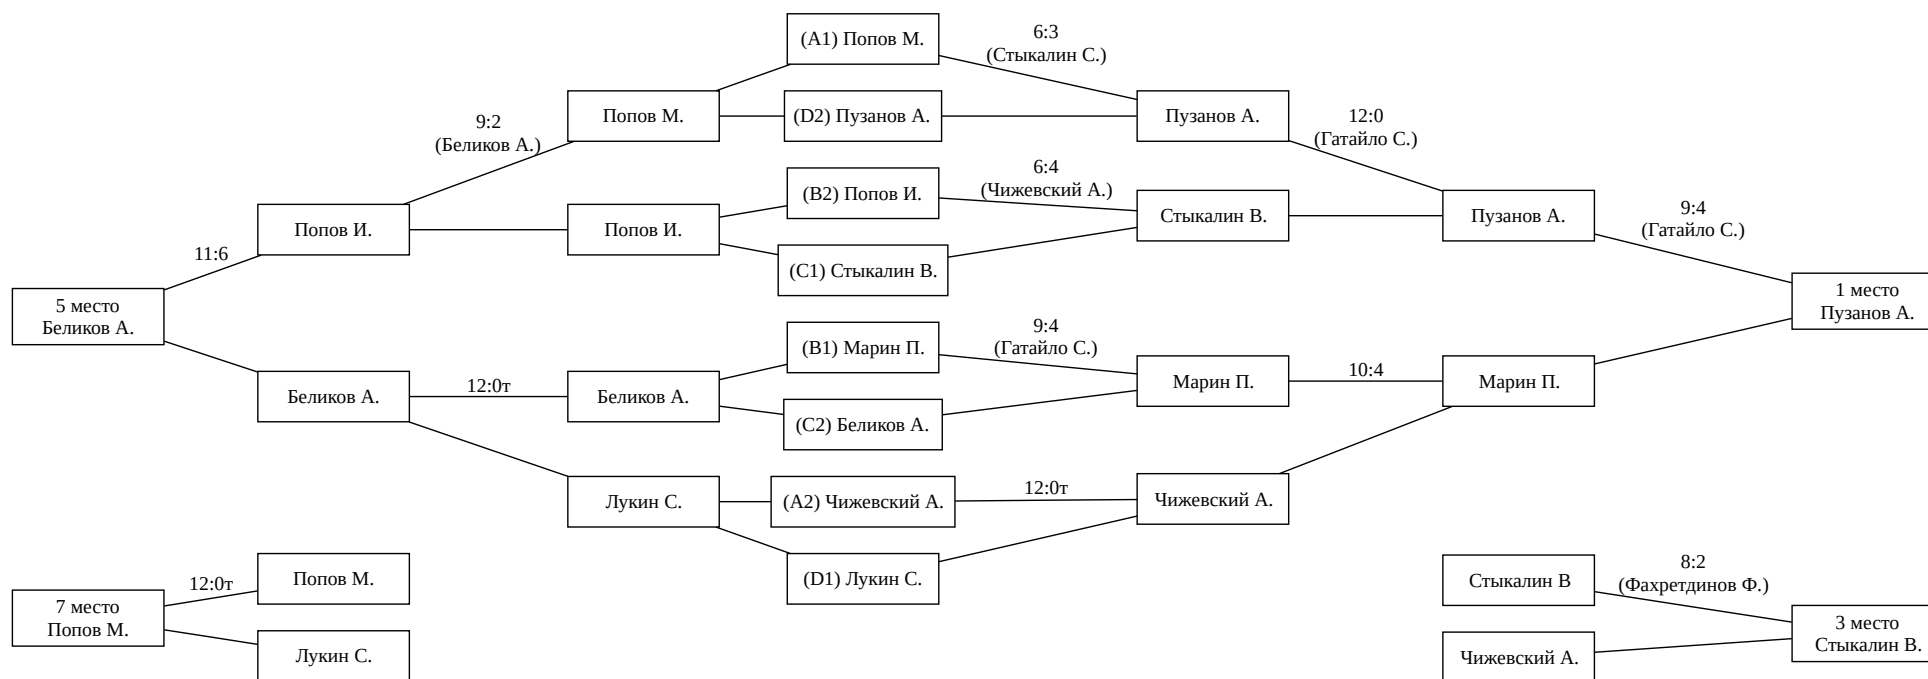 (A1) Попов М.
6:3
(Стыкалин С.)
9:2
(Беликов А.)
Попов М.
(D2) Пузанов А.
Пузанов А.
12:0
(Гатайло С.)
Попов И.
Попов И.
(B2) Попов И.
6:4
(Чижевский А.)
Стыкалин В.
Пузанов А.
9:4
(Гатайло С.)
11:6
(C1) Стыкалин В.
5 место
Беликов А.
1 место
Пузанов А.
(B1) Марин П.
9:4
(Гатайло С.)
Беликов А.
12:0т
Беликов А.
(C2) Беликов А.
Марин П.
10:4
Марин П.
Лукин С.
(A2) Чижевский А.
12:0т
Чижевский А.
(D1) Лукин С.
12:0т
Попов М.
7 место
Попов М.
Лукин С.
Стыкалин В
8:2
(Фахретдинов Ф.)
3 место
Стыкалин В.
Чижевский А.